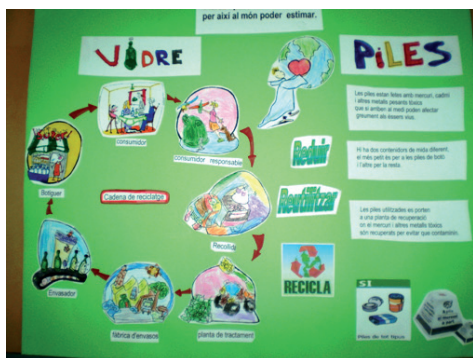 per així al món poder estimar.
VIDRE
PILES
Les piles estan fetes amb mercuri, cadmi
i altres metalls pesants tòxics
que si arriben al medi poden afectar
greument als éssers vius.
consumidor
consumidor responsable
Reduir
Hi ha dos contenidors de mida diferent,
el més petit és per a les piles de botó
i l'altre per la resta.
Botiguer
Cadena de reciclatge
Reutilitzar
Les piles utilitzades es porten
a una planta de recuperació
on el mercuri i altres metalls tòxics
són recuperats per evitar que contaminin.
Recollida
RECICLA
SI
Envasador
fàbrica d'envasos
planta de tractament
Piles de tot tipus